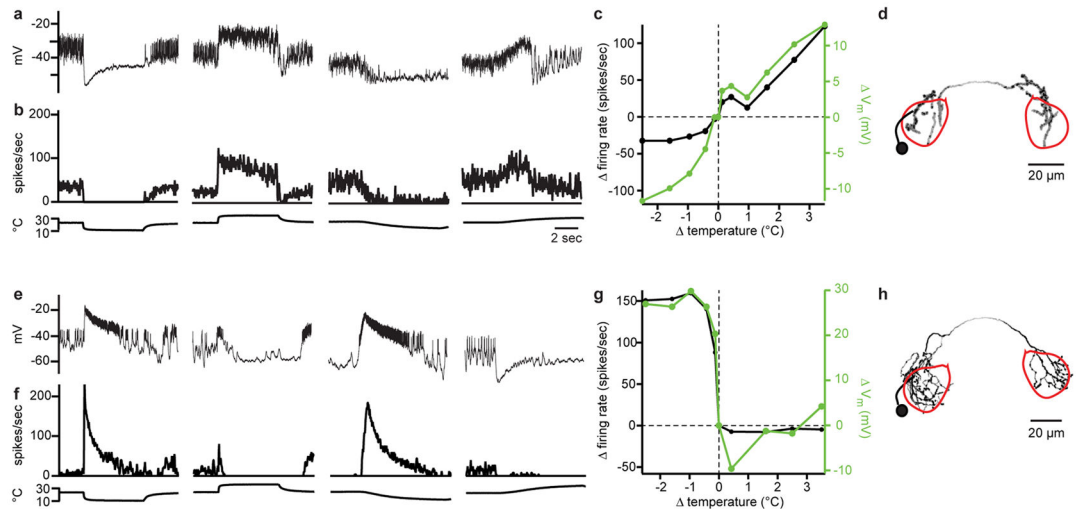 a
-20
-40
mV
b
200
100
0
spikes/sec
30
10
°C
2 sec
c
100
50
0
-50
-100
Δ firing rate (spikes/sec)
10
5
0
-5
-10
Δ Vm (mV)
-2 -1 0 1 2 3
Δ temperature (°C)
d
20 µm
e
-20
-40
-60
mV
f
200
100
0
spikes/sec
30
10
°C
g
150
100
50
0
-50
Δ firing rate (spikes/sec)
30
20
10
0
-10
Δ Vm (mV)
-2 -1 0 1 2 3
Δ temperature (°C)
h
20 µm